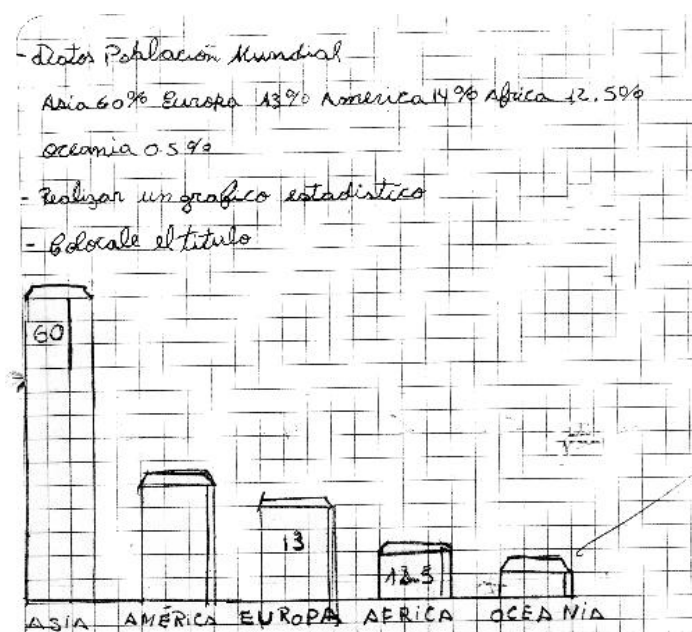 - Datos Población Mundial
Asia 60% Europa 13% America 14% Africa 12.5%
oceania 0.5%
- Realizar un grafico estadistico
- Colocale el titulo
60
13
12.5
ASIA AMÉRICA EUROPA AFRICA OCEANIA